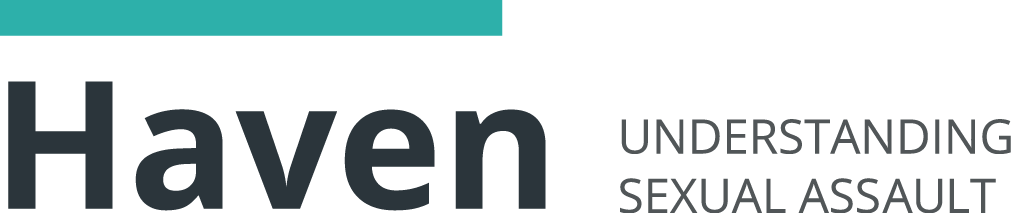 Haven
UNDERSTANDING
SEXUAL ASSAULT